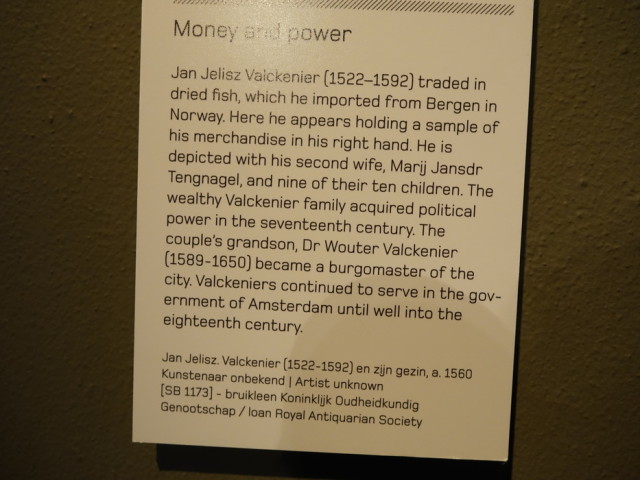 Money and power
Jan Jelisz Valckenier (1522–1592) traded in
dried fish, which he imported from Bergen in
Norway. Here he appears holding a sample of
his merchandise in his right hand. He is
depicted with his second wife, Marij Jansdr
Tengnagel, and nine of their ten children. The
wealthy Valckenier family acquired political
power in the seventeenth century. The
couple's grandson, Dr Wouter Valckenier
(1589-1650) became a burgomaster of the
city. Valckeniers continued to serve in the gov-
ernment of Amsterdam until well into the
eighteenth century.
Jan Jelisz. Valckenier (1522-1592) en zijn gezin, a. 1560
Kunstenaar onbekend | Artist unknown
[SB 1173] - bruikleen Koninklijk Oudheidkundig
Genootschap / loan Royal Antiquarian Society